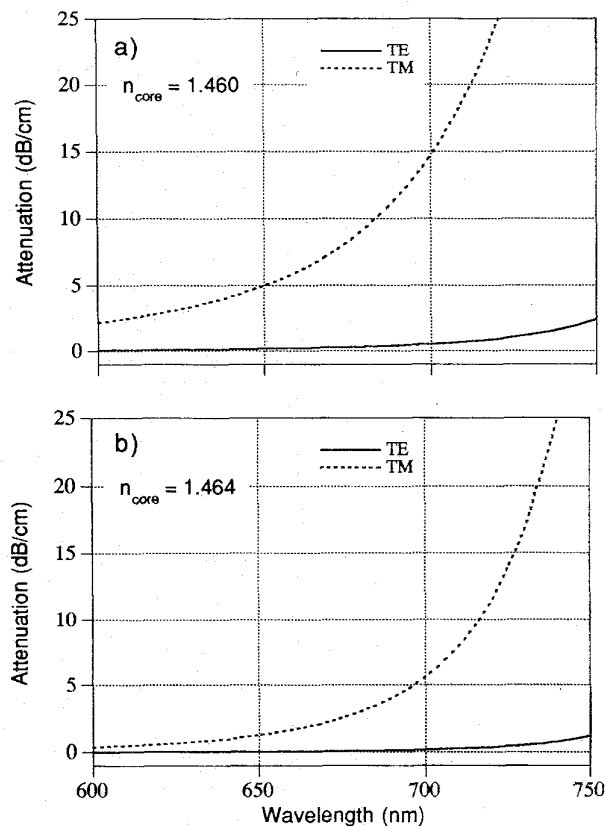 25
20
15
10
5
0
Attenuation (dB/cm)
a)
n_core = 1.460
TE
TM
25
20
15
10
5
0
Attenuation (dB/cm)
b)
n_core = 1.464
TE
TM
600 650 700 750
Wavelength (nm)